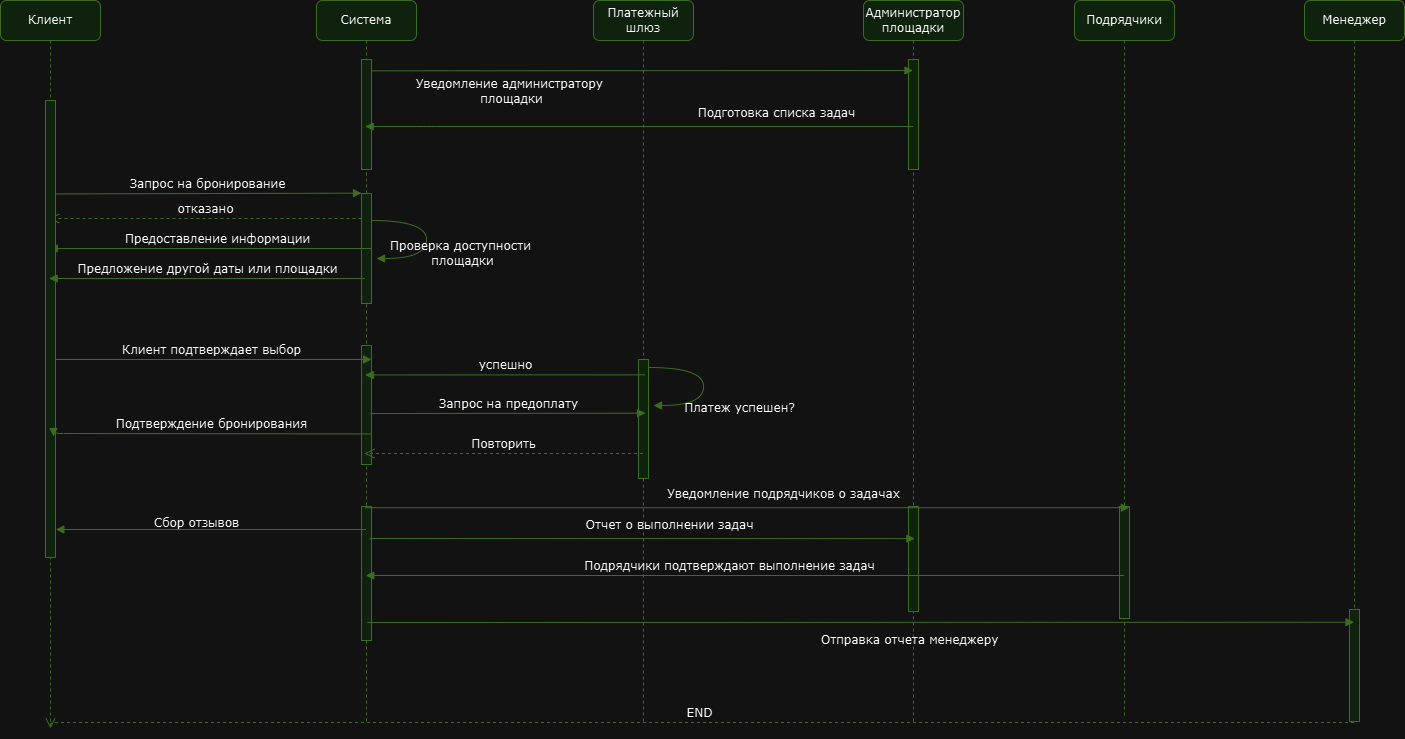 Клиент
Система
Платежный
шлюз
Администратор
площадки
Подрядчики
Менеджер
Уведомление администратору
площадки
Подготовка списка задач
Запрос на бронирование
отказано
Предоставление информации
Проверка доступности
площадки
Предложение другой даты или площадки
Клиент подтверждает выбор
успешно
Запрос на предоплату
Платеж успешен?
Подтверждение бронирования
Повторить
Уведомление подрядчиков о задачах
Сбор отзывов
Отчет о выполнении задач
Подрядчики подтверждают выполнение задач
Отправка отчета менеджеру
END